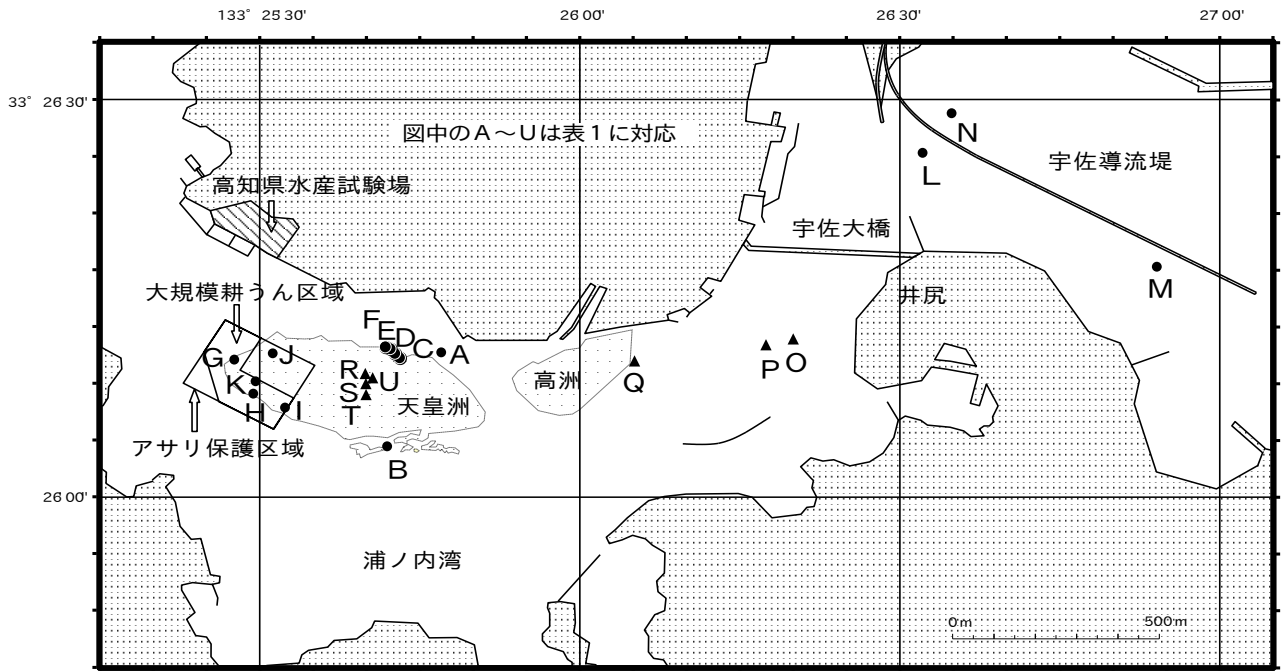 133° 25 30'
26 00'
26 30'
27 00'
33° 26 30'
図中のA～Uは表1に対応
N
L
宇佐導流堤
高知県水産試験場
宇佐大橋
M
大規模耕うん区域
井尻
F
E
D
C
A
G
J
R
U
K
S
高洲
Q
P
O
H
I
T
天皇洲
アサリ保護区域
B
26 00'
浦ノ内湾
0m
500m